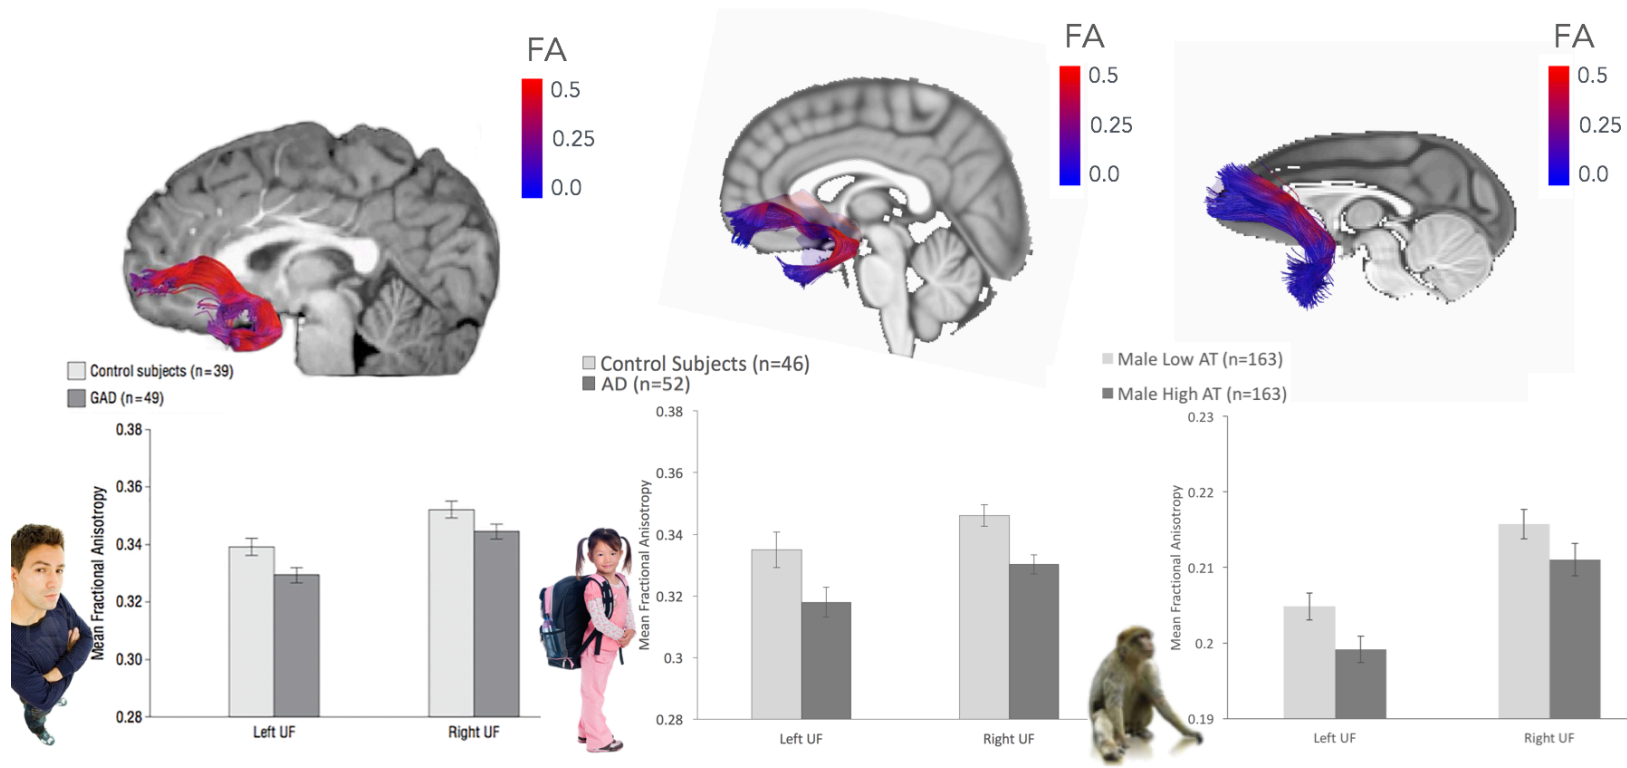 FA
0.5
0.25
0.0
Control subjects (n=39)
GAD (n=49)
Mean Fractional Anisotropy
0.38
0.36
0.34
0.32
0.30
0.28
Left UF
Right UF
FA
0.5
0.25
0.0
Control Subjects (n=46)
AD (n=52)
Mean Fractional Anisotropy
0.38
0.36
0.34
0.32
0.3
0.28
Left UF
Right UF
FA
0.5
0.25
0.0
Male Low AT (n=163)
Male High AT (n=163)
Mean Fractional Anisotropy
0.23
0.22
0.21
0.2
0.19
Left UF
Right UF